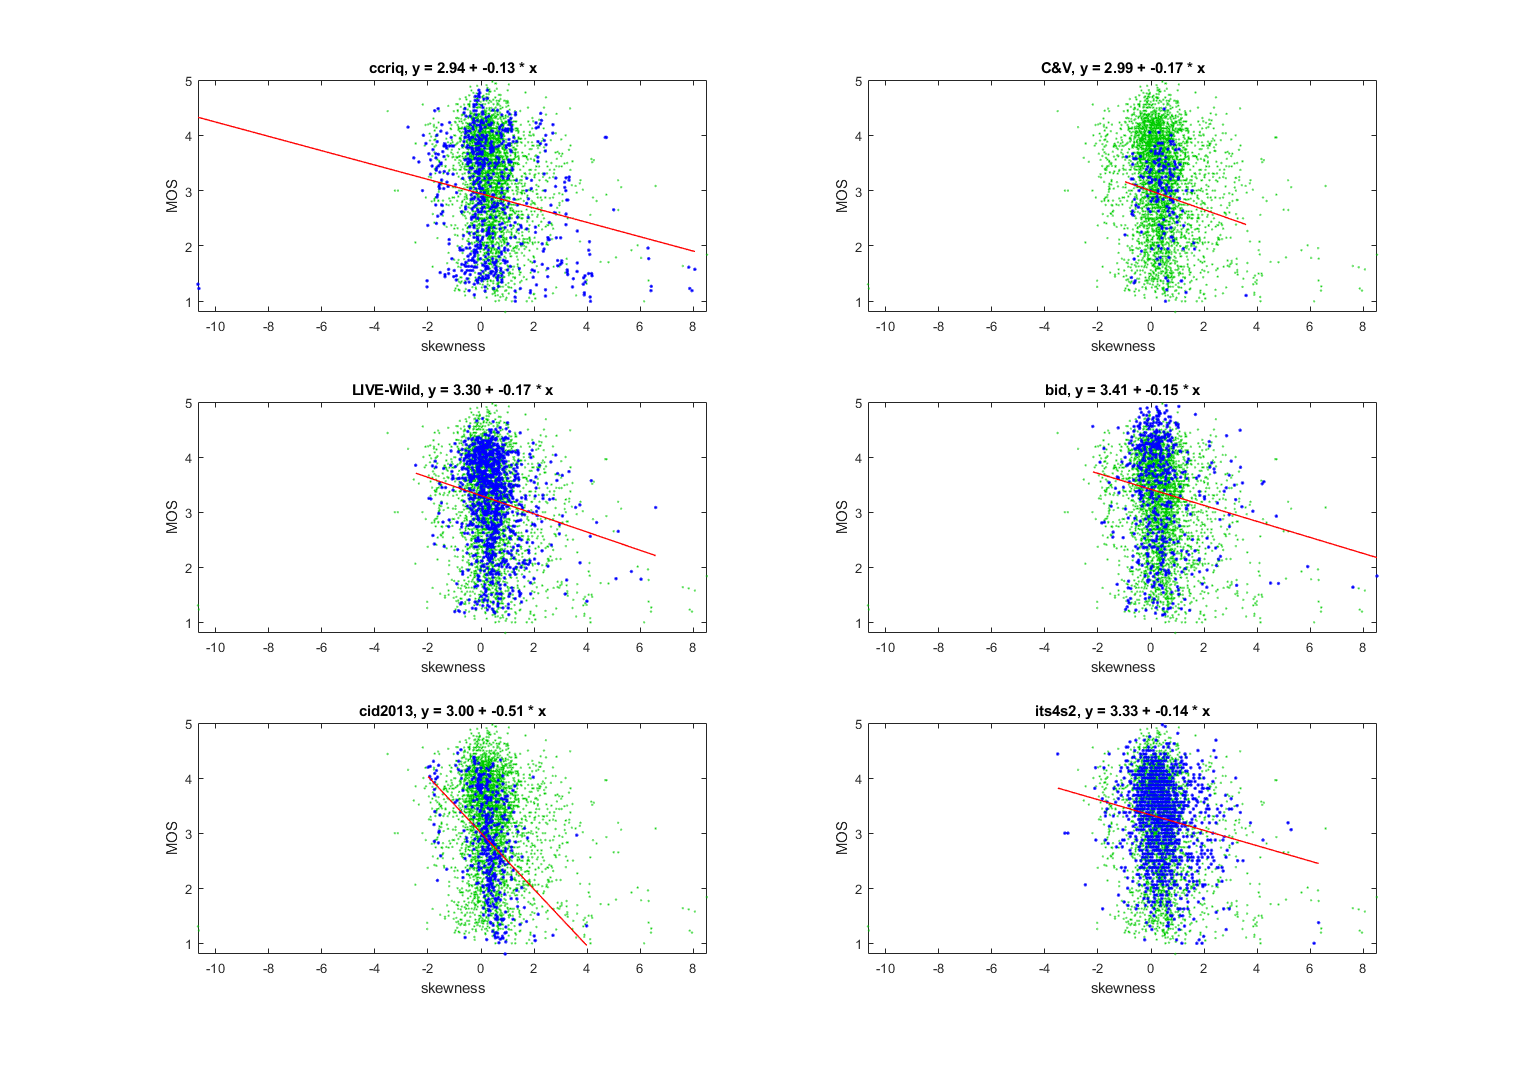 ccriq, y = 2.94 + -0.13 * x
5
4
3
2
1
MOS
-10 -8 -6 -4 -2 0 2 4 6 8
skewness
C&V, y = 2.99 + -0.17 * x
5
4
3
2
1
MOS
-10 -8 -6 -4 -2 0 2 4 6 8
skewness
LIVE-Wild, y = 3.30 + -0.17 * x
5
4
3
2
1
MOS
-10 -8 -6 -4 -2 0 2 4 6 8
skewness
bid, y = 3.41 + -0.15 * x
5
4
3
2
1
MOS
-10 -8 -6 -4 -2 0 2 4 6 8
skewness
cid2013, y = 3.00 + -0.51 * x
5
4
3
2
1
MOS
-10 -8 -6 -4 -2 0 2 4 6 8
skewness
its4s2, y = 3.33 + -0.14 * x
5
4
3
2
1
MOS
-10 -8 -6 -4 -2 0 2 4 6 8
skewness